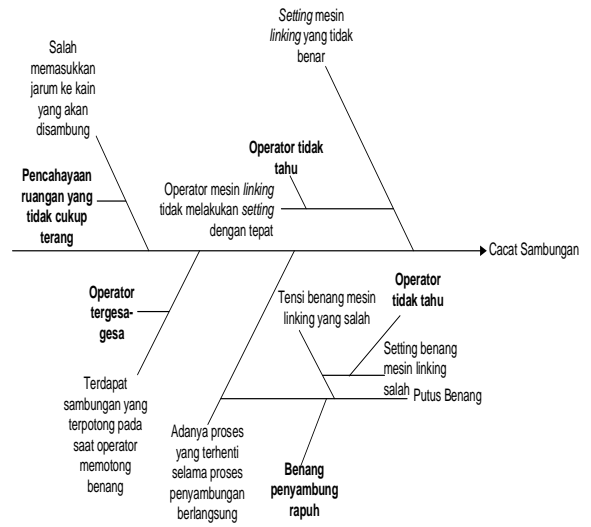 Setting mesin
linking yang tidak
benar
Salah
memasukkan
jarum ke kain
yang akan
disambung
Operator tidak
tahu
Pencahayaan
ruangan yang
tidak cukup
terang
Operator mesin linking
tidak melakukan setting
dengan tepat
Cacat Sambungan
Operator
tergesa-
gesa
Tensi benang mesin
linking yang salah
Operator
tidak tahu
Setting benang
mesin linking
salah
Putus Benang
Terdapat
sambungan yang
terpotong pada
saat operator
memotong
benang
Adanya proses
yang terhenti
selama proses
penyambungan
berlangsung
Benang
penyambung
rapuh